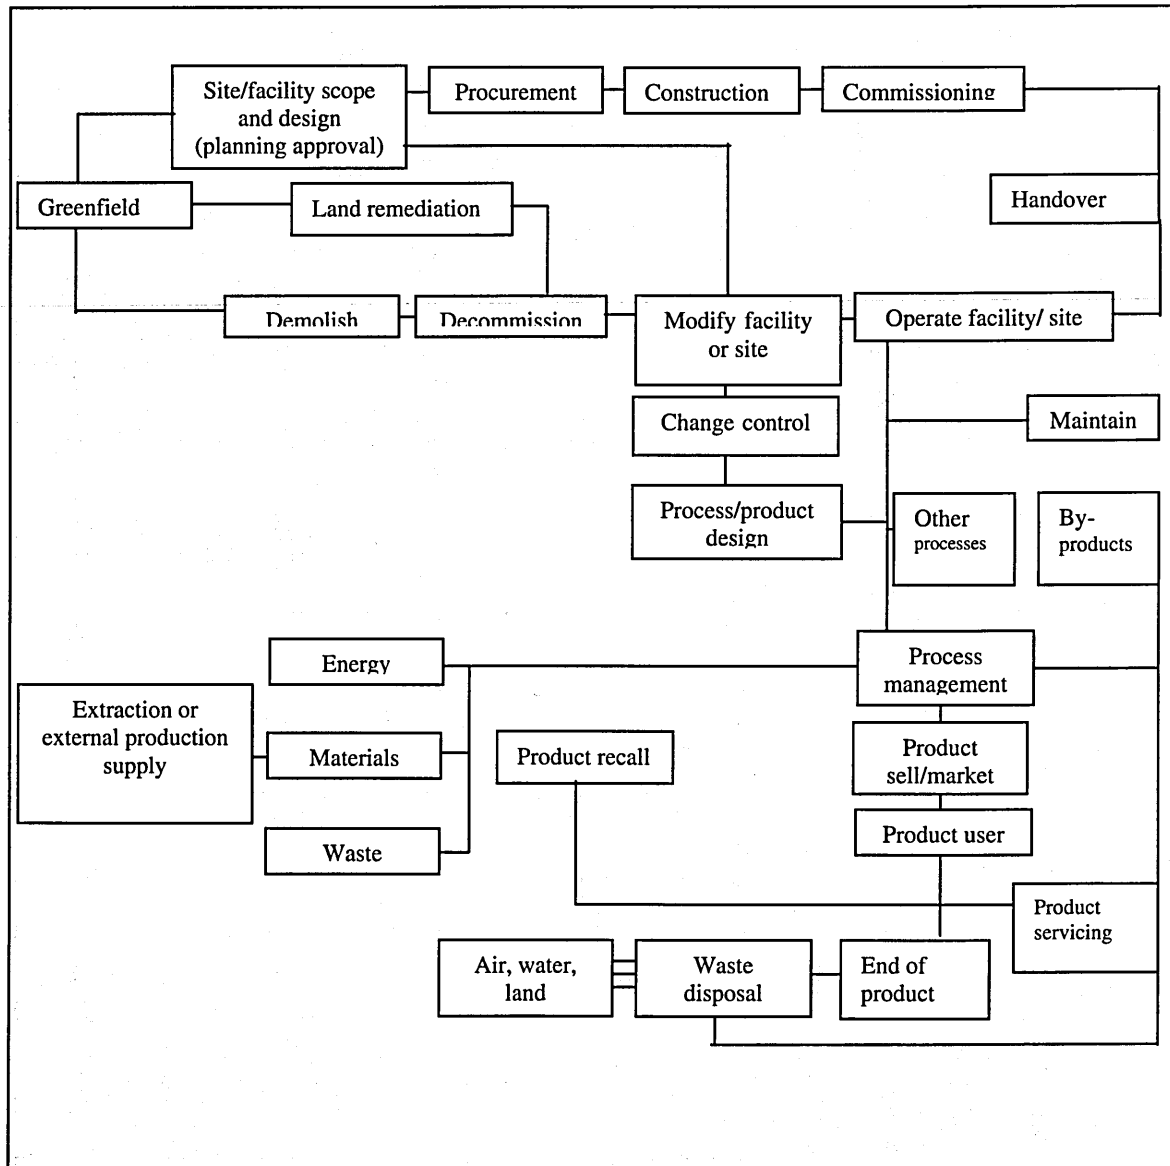 Site/facility scope
and design
(planning approval)
Procurement
Construction
Commissioning
Greenfield
Land remediation
Handover
Demolish
Decommission
Modify facility
or site
Operate facility/ site
Change control
Maintain
Process/product
design
Other
processes
By-
products
Energy
Process
management
Extraction or
external production
supply
Materials
Product recall
Product
sell/market
Waste
Product user
Product
servicing
Air, water,
land
Waste
disposal
End of
product